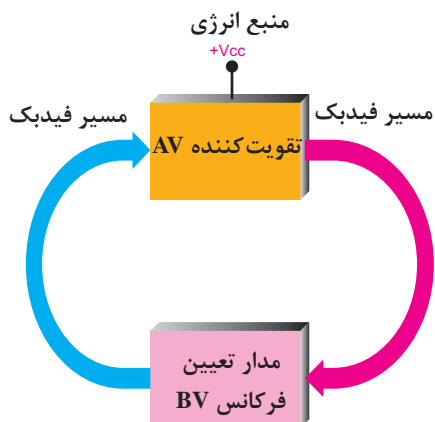 منبع انرژی
+Vcc
مسیر فیدبک
مسیر فیدبک
تقویت‌کننده AV
مدار تعیین
فرکانس BV